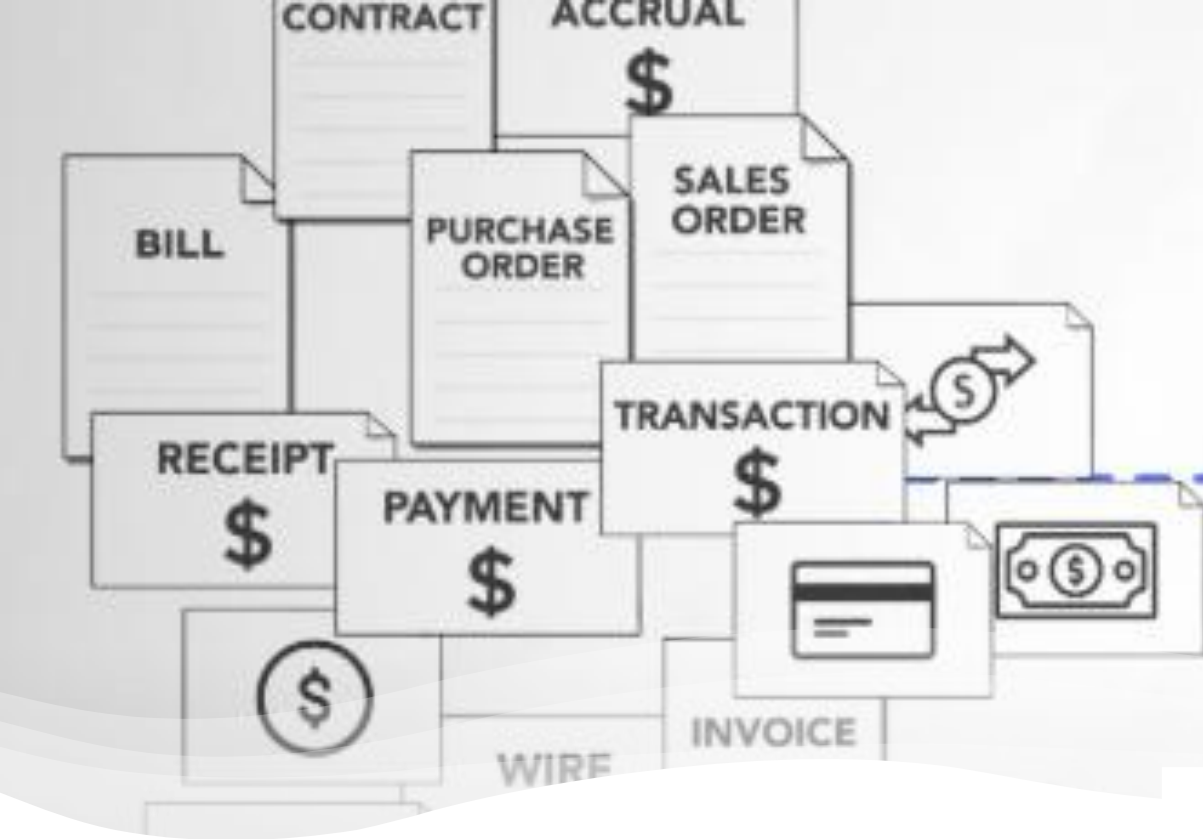 CONTRACT
ACCRUAL
$
SALES
ORDER
BILL
PURCHASE
ORDER
$
TRANSACTION
$
RECEIPT
$
PAYMENT
$
$
$
INVOICE
WIRE